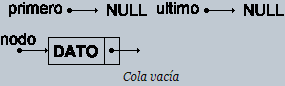 primero NULL ultimo NULL
nodo
DATO
Cola vacía